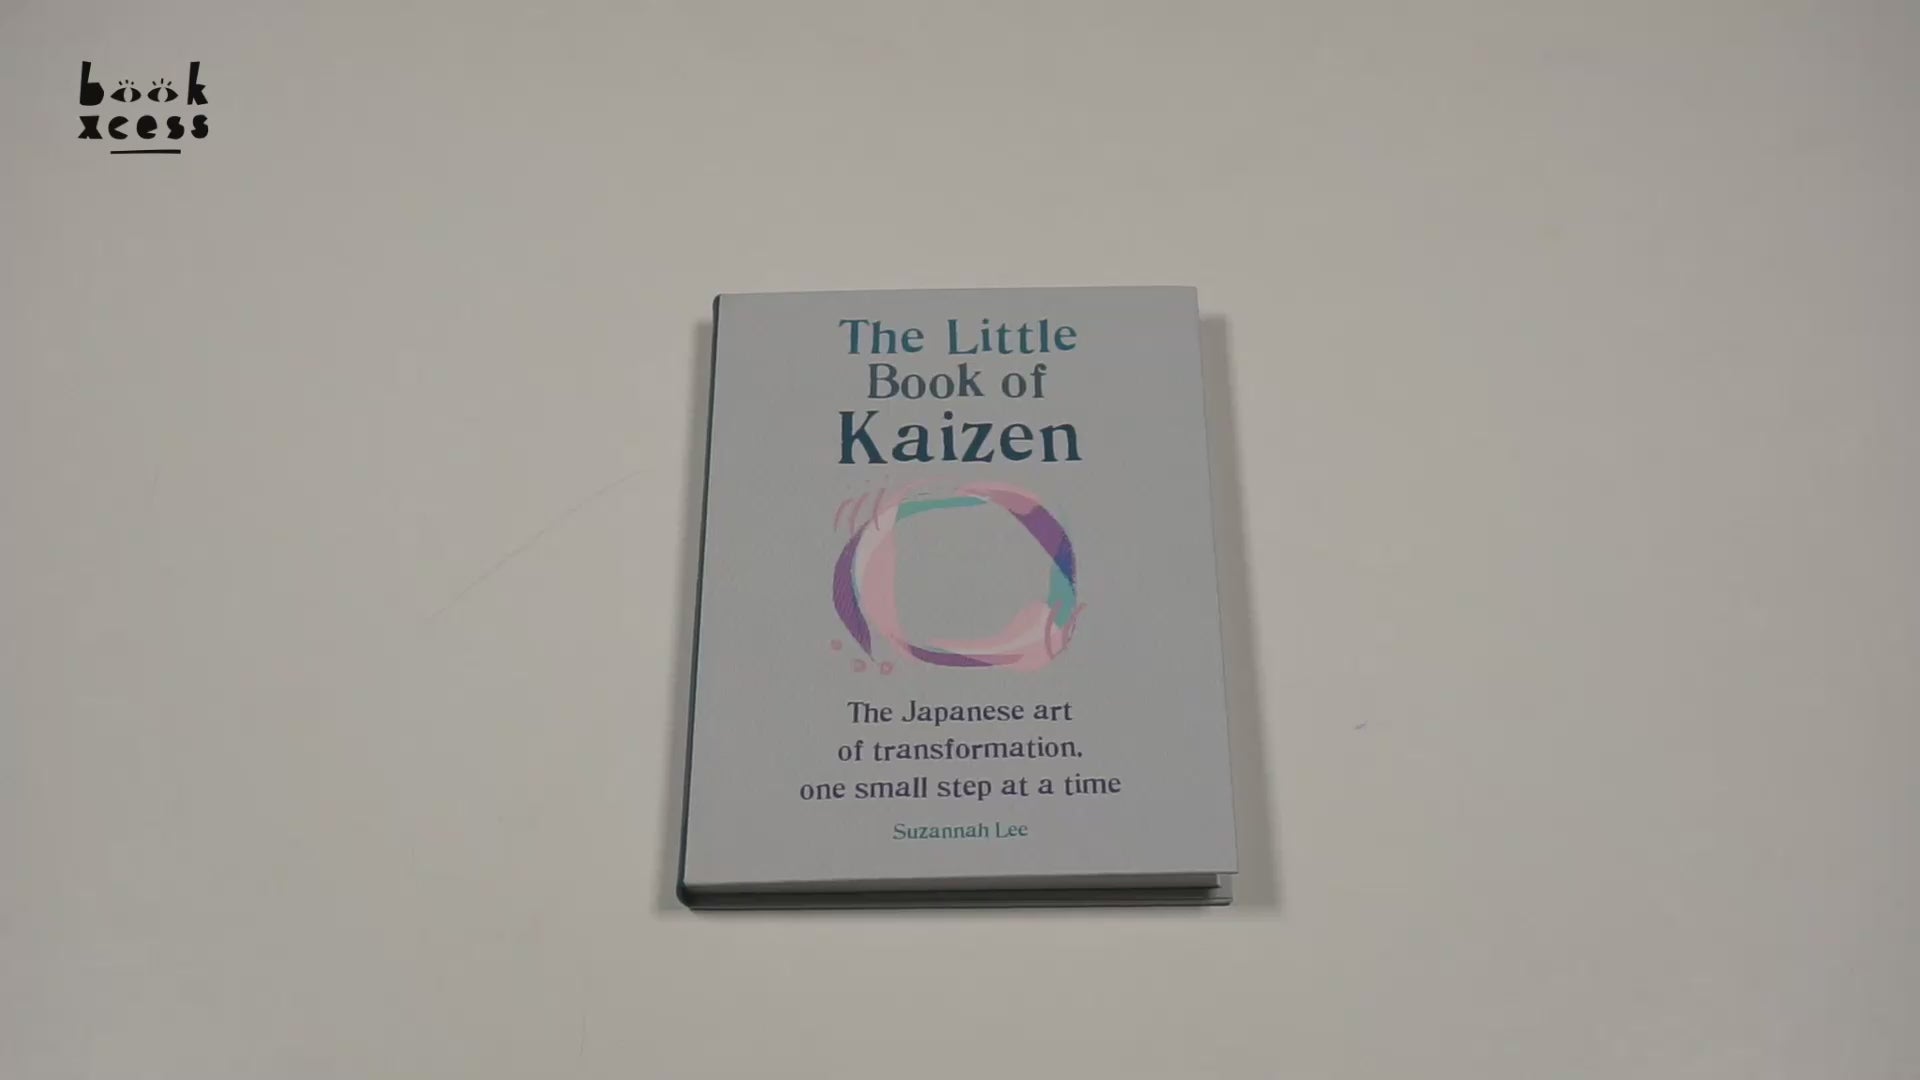 book
xcess
The Little
Book of
Kaizen
The Japanese art
of transformation,
one small step at a time
Suzannah Lee